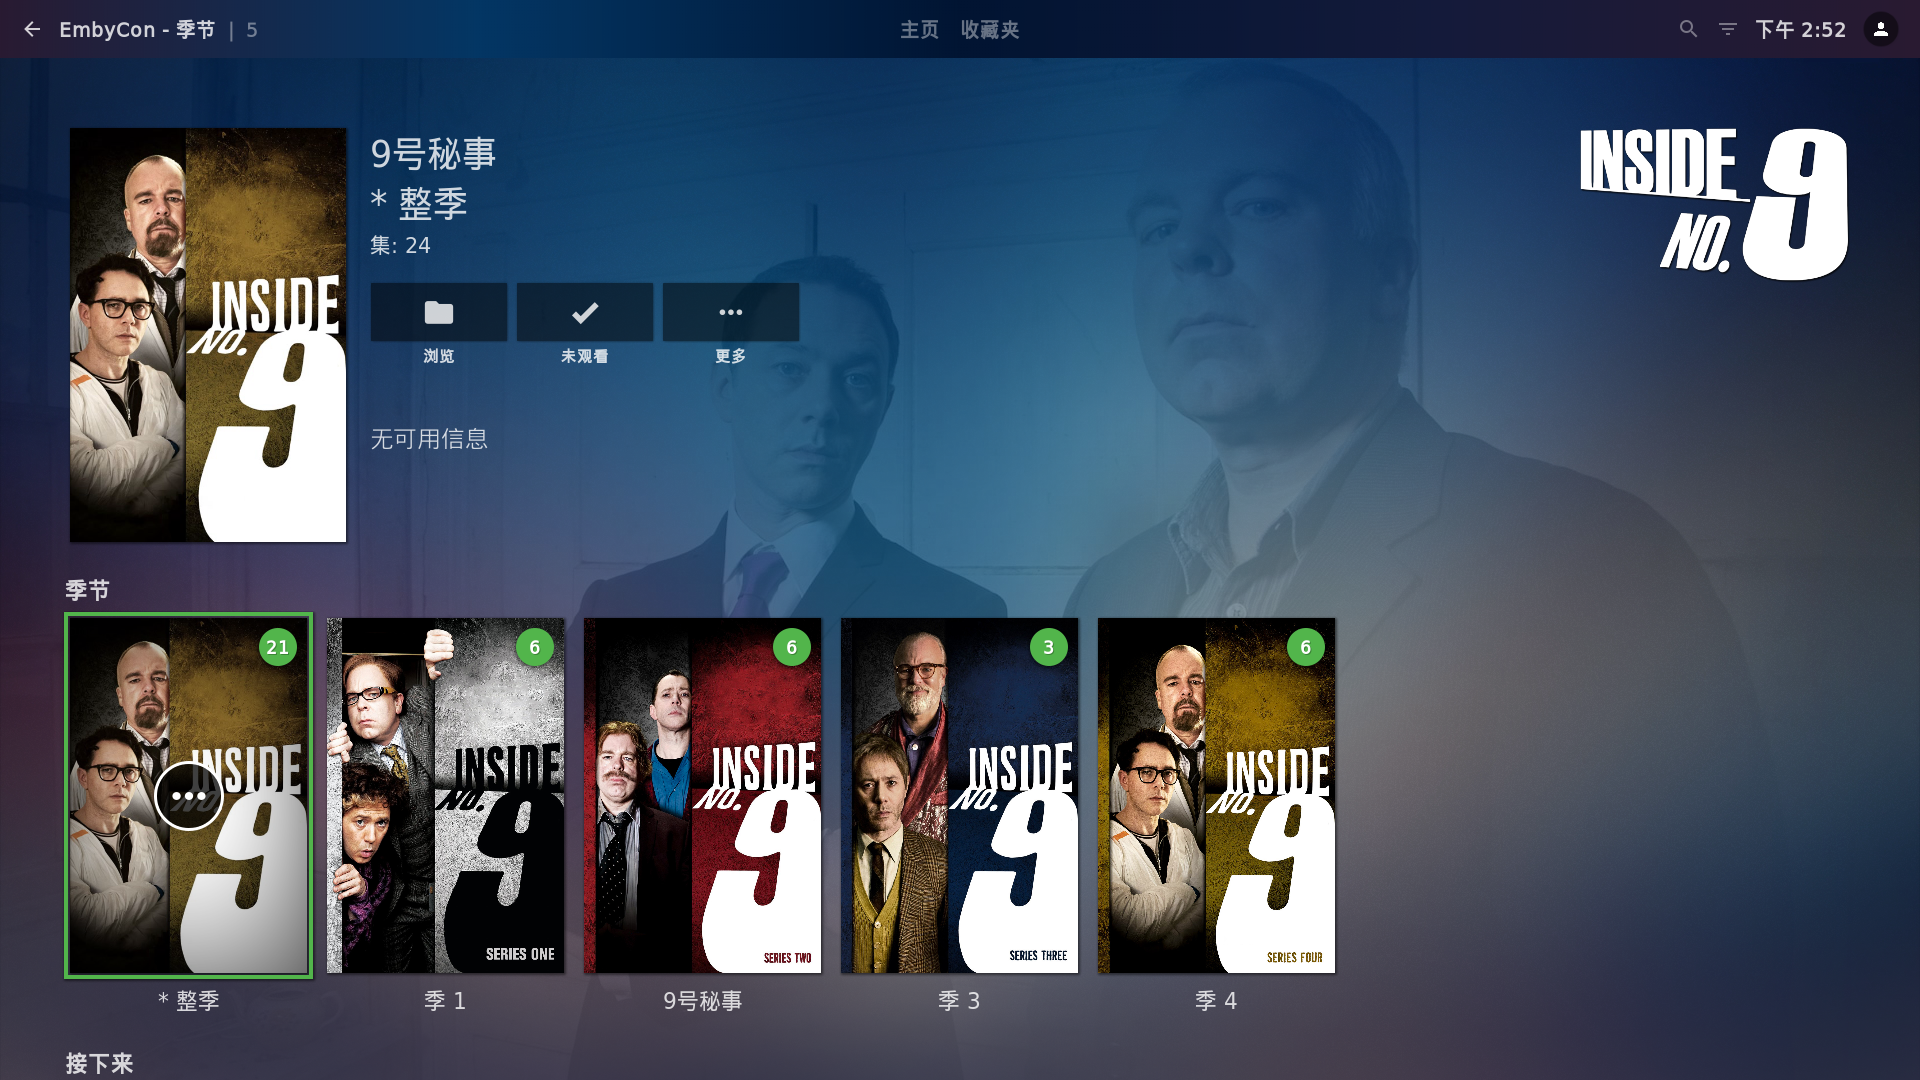 EmbyCon - 季节 | 5
主页 收藏夹
下午 2:52
9号秘事
* 整季
集: 24
浏览
未观看
更多
无可用信息
INSIDE
NO. 9
INSIDE
NO. 9
季节
21
INSIDE
NO. 9
* 整季
6
INSIDE
NO. 9
SERIES ONE
季 1
6
INSIDE
NO. 9
SERIES TWO
9号秘事
3
INSIDE
NO. 9
SERIES THREE
季 3
6
INSIDE
NO. 9
SERIES FOUR
季 4
接下来